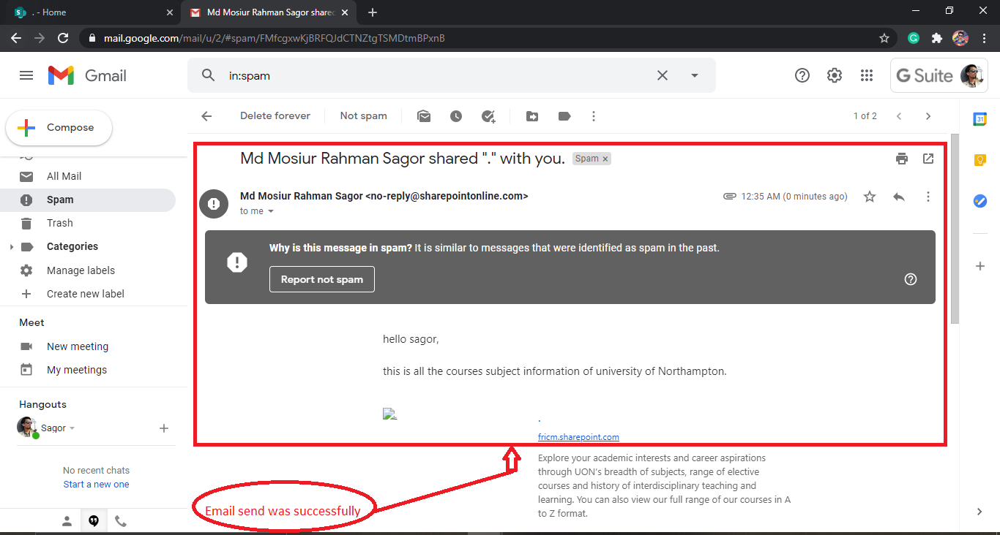 . - Home
Md Mosiur Rahman Sagor shared
mail.google.com/mail/u/2/#spam/FMfcgxwKjBRFQJdCTNZtgTSMDtmBPxnB
Gmail
in:spam
G Suite
Compose
Delete forever
Not spam
1 of 2
31
All Mail
Spam
Trash
Categories
Manage labels
Create new label
Meet
New meeting
My meetings
Hangouts
Sagor
No recent chats
Start a new one
Md Mosiur Rahman Sagor shared "." with you.
Spam x
Md Mosiur Rahman Sagor <no-reply@sharepointonline.com>
12:35 AM (0 minutes ago)
to me
Why is this message in spam? It is similar to messages that were identified as spam in the past.
Report not spam
hello sagor,
this is all the courses subject information of university of Northampton.
.
fricm.sharepoint.com
Explore your academic interests and career aspirations
through UON's breadth of subjects, range of elective
courses and history of interdisciplinary teaching and
learning. You can also view our full range of our courses in A
to Z format.
Email send was successfully